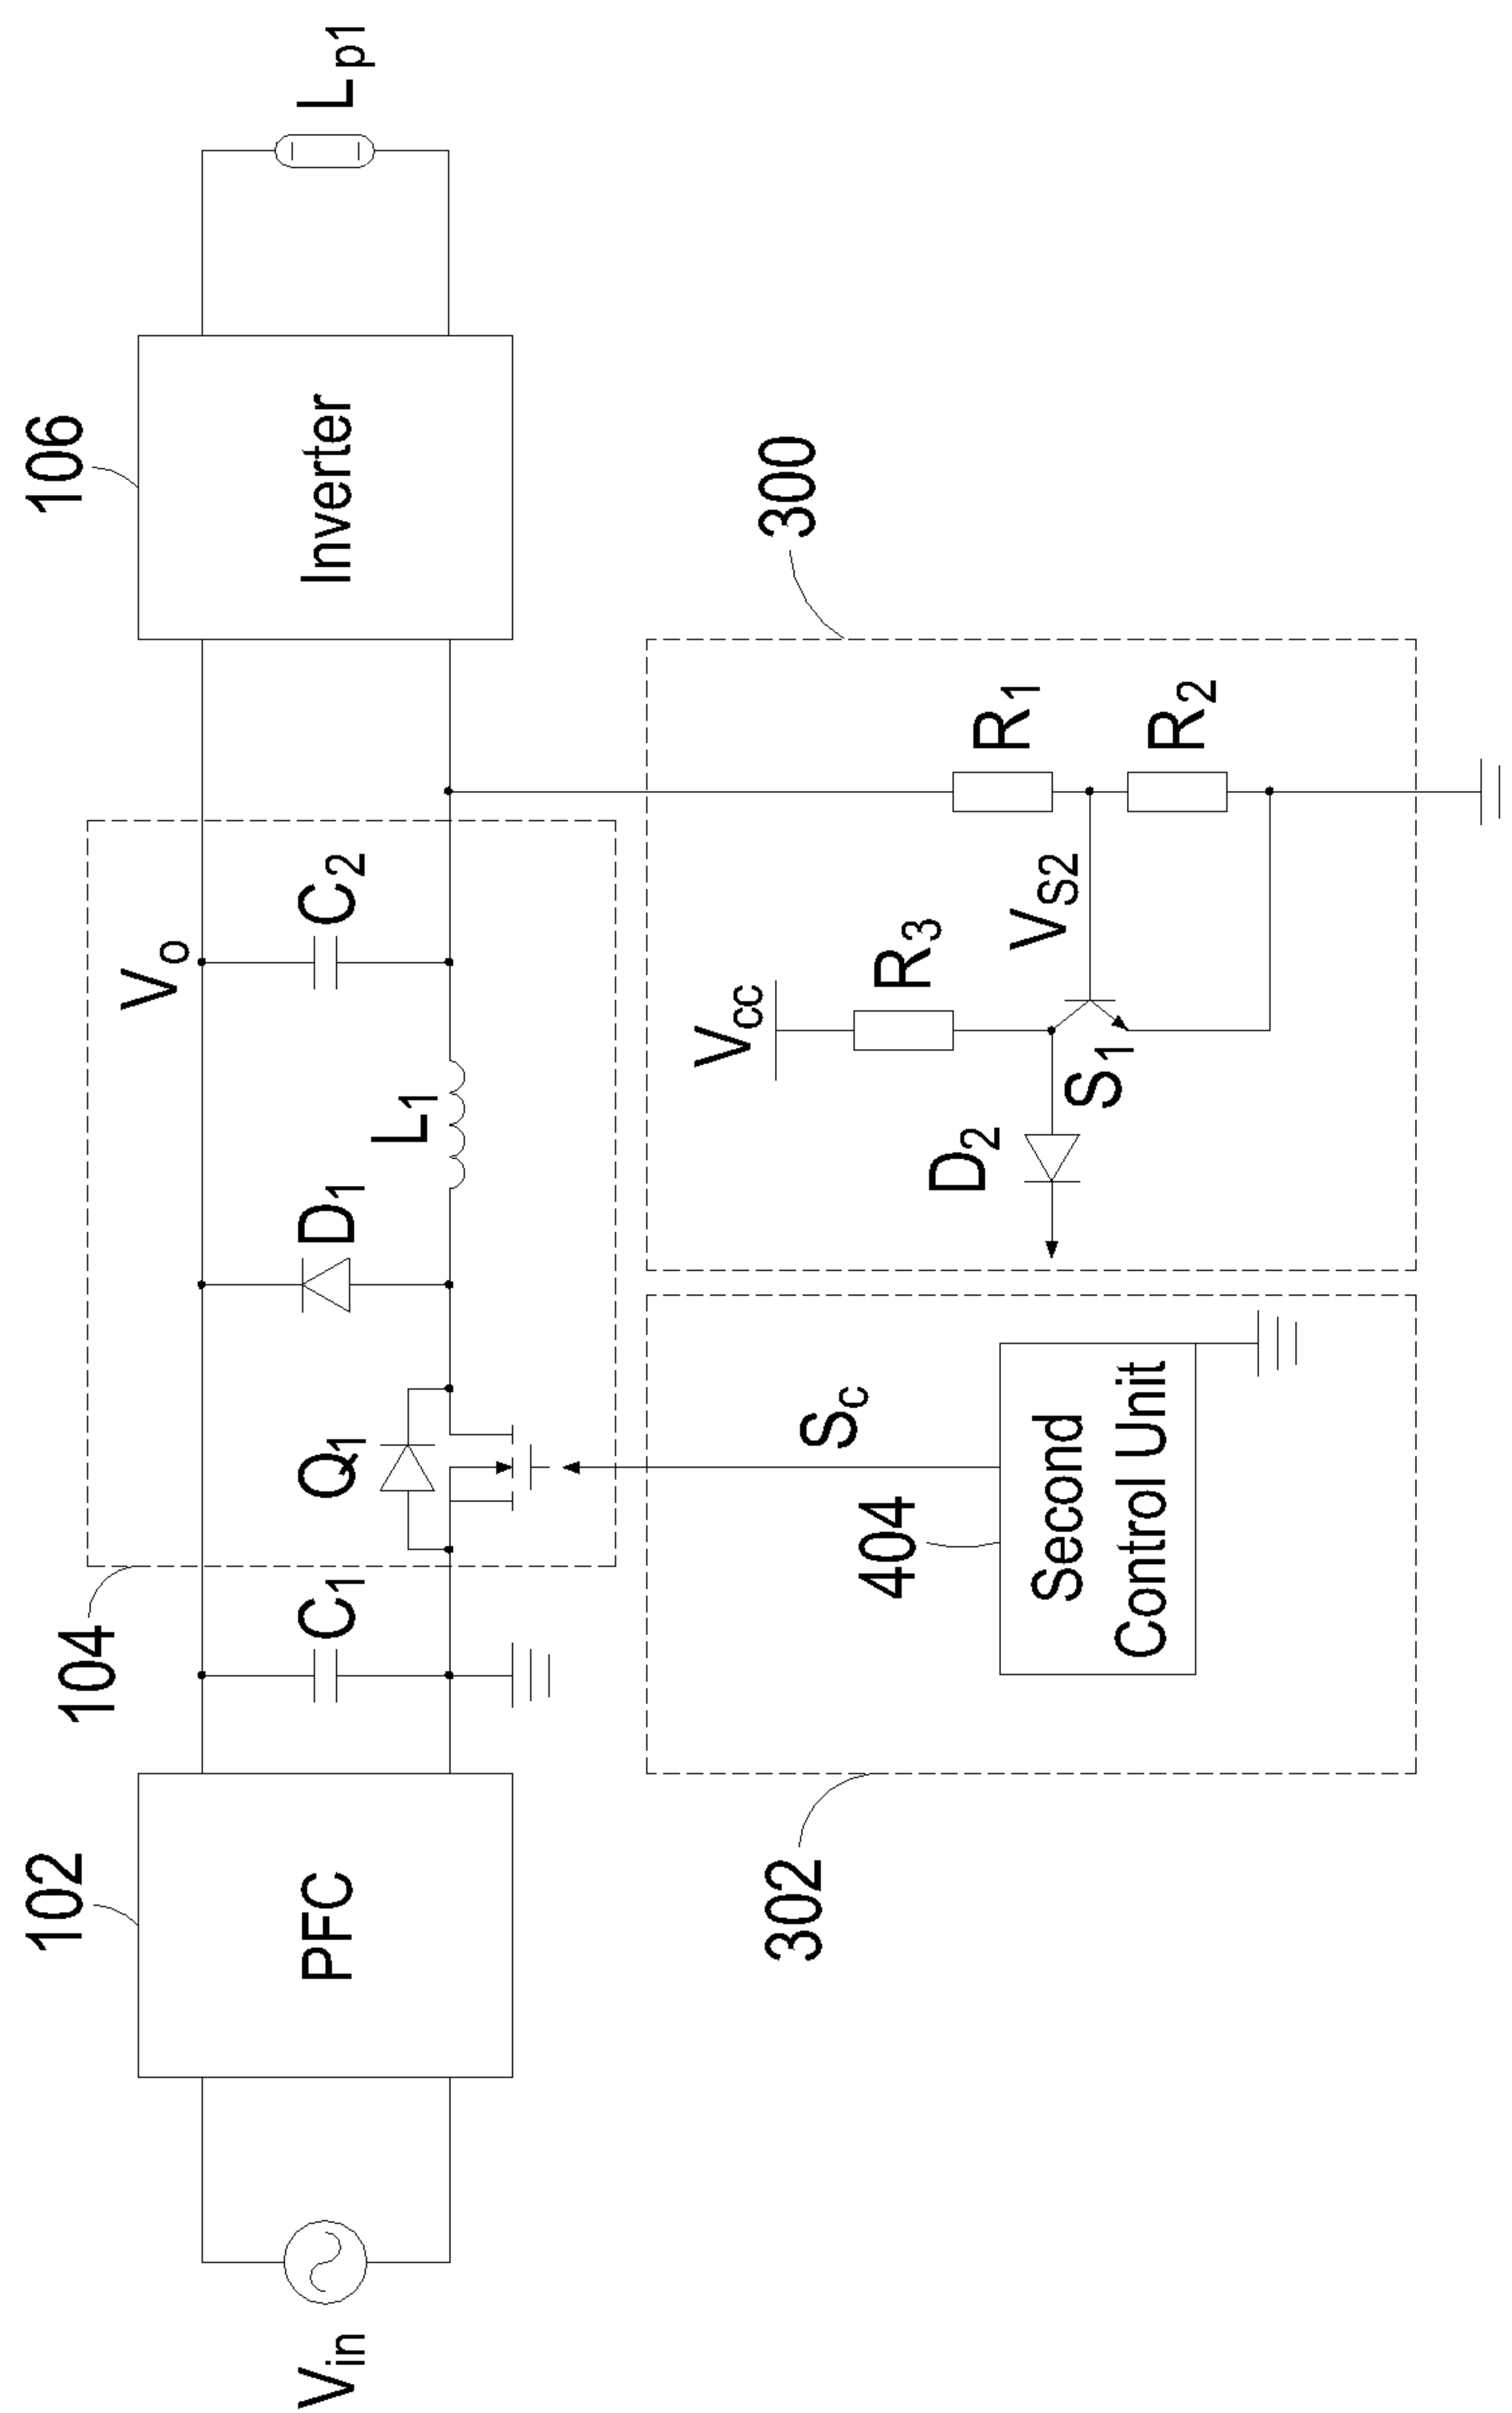 102
104
106
Vin
PFC
C1
Q1
D1
L1
Vo
C2
Inverter
Lp1
302
404
Sc
Second
Control Unit
300
Vcc
R3
D2
S1
VS2
R1
R2